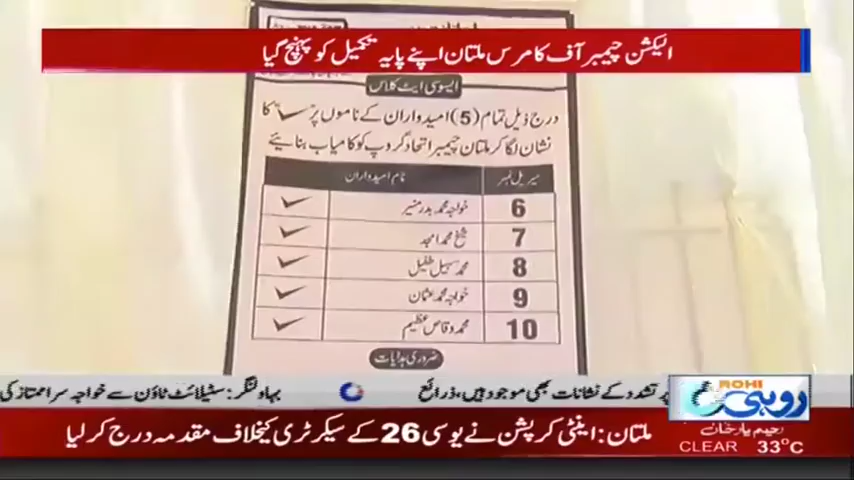 الیکشن چیمبر آف کامرس ملتان اپنے پایہ تکمیل کو پہنچ گیا
ایسوسی ایٹ کلاس
درج ذیل تمام (5) امیدواران کے ناموں پر "✓" کا
نشان لگا کر ملتان چیمبر اتحاد گروپ کو کامیاب بنائیے
سیریل نمبر نام امیدواران
6 خواجہ محمد بدر منیر ✓
7 شیخ محمد امجد ✓
8 محمد سہیل طفیل ✓
9 خواجہ محمد عثمان ✓
10 محمد وقاص عظیم ✓
ضروری ہدایات
پر تشدد کے نشانات بھی موجود ہیں، ذرائع
بہاولنگر: سٹیلائٹ ٹاؤن سے خواجہ سرا ممتاز کی
ROHI
روہی
ملتان: اینٹی کرپشن نے یوسی 26 کے سیکرٹری کیخلاف مقدمہ درج کر لیا
رحیم یار خان
CLEAR 33°C